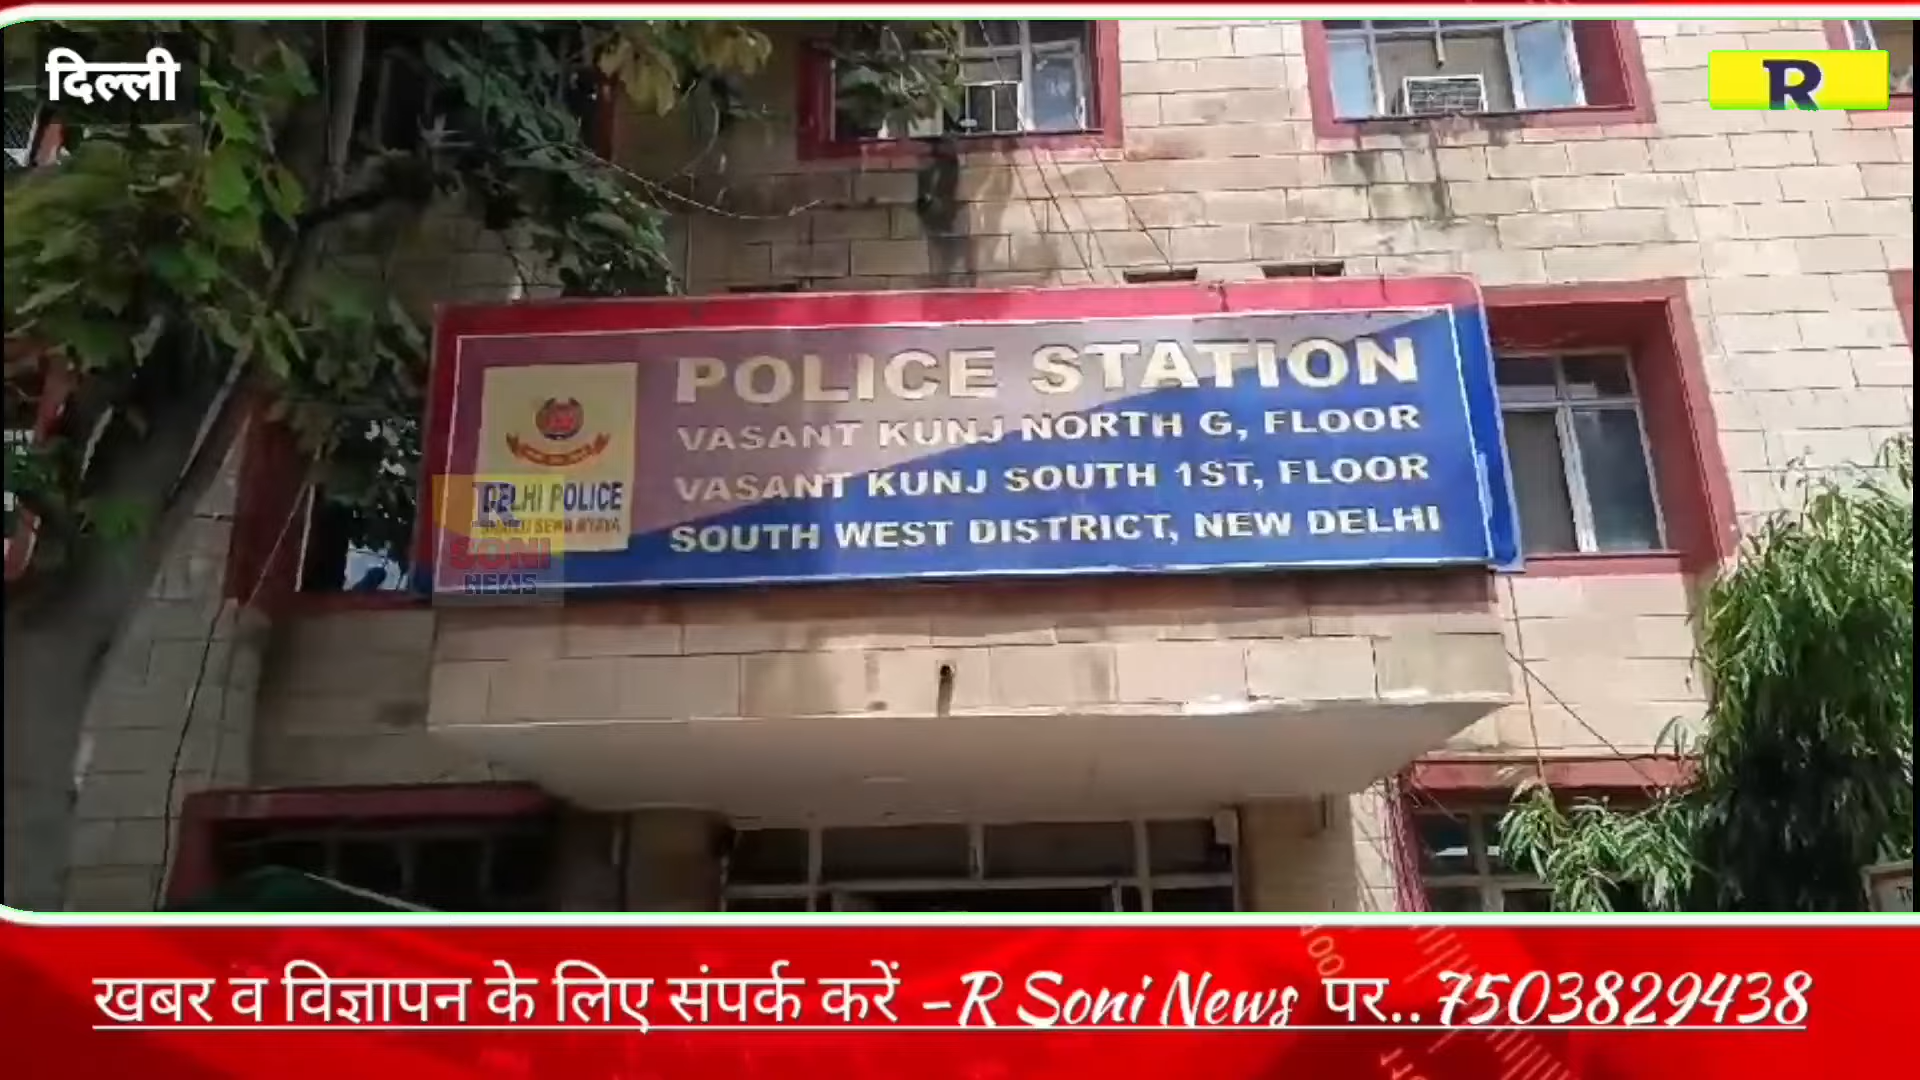 दिल्ली
R
POLICE STATION
VASANT KUNJ NORTH G, FLOOR
VASANT KUNJ SOUTH 1ST, FLOOR
SOUTH WEST DISTRICT, NEW DELHI
DELHI POLICE
SONI
NEWS
खबर व विज्ञापन के लिए संपर्क करें -R Soni News पर.. 7503829438